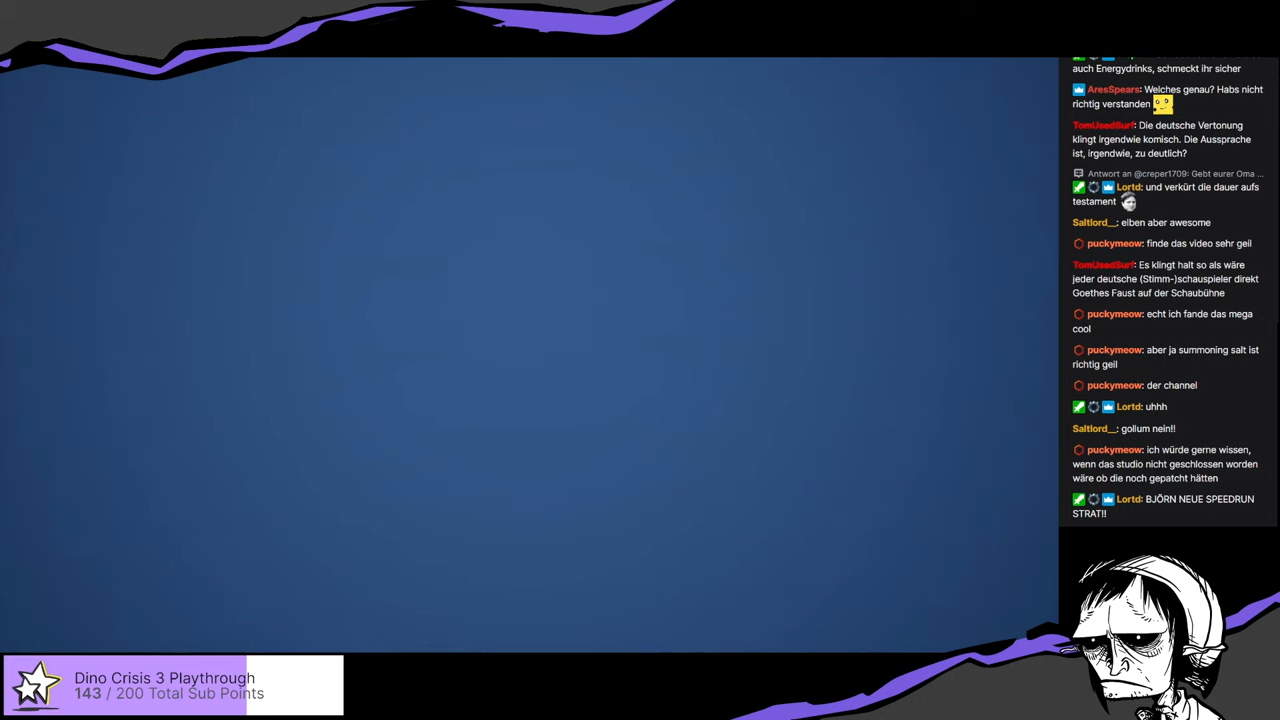 auch Energydrinks, schmeckt ihr sicher
AresSpears: Welches genau? Habs nicht
richtig verstanden
TomUsedSurf: Die deutsche Vertonung
klingt irgendwie komisch. Die Aussprache
ist, irgendwie, zu deutlich?
Antwort an @creper1709: Gebt eurer Oma ...
Lortd: und verkürt die dauer aufs
testament
Saltlord__: elben aber awesome
puckymeow: finde das video sehr geil
TomUsedSurf: Es klingt halt so als wäre
jeder deutsche (Stimm-)schauspieler direkt
Goethes Faust auf der Schaubühne
puckymeow: echt ich fande das mega
cool
puckymeow: aber ja summoning salt ist
richtig geil
puckymeow: der channel
Lortd: uhhh
Saltlord__: gollum nein!!
puckymeow: ich würde gerne wissen,
wenn das studio nicht geschlossen worden
wäre ob die noch gepatcht hätten
Lortd: BJÖRN NEUE SPEEDRUN
STRAT!!
Dino Crisis 3 Playthrough
143 / 200 Total Sub Points